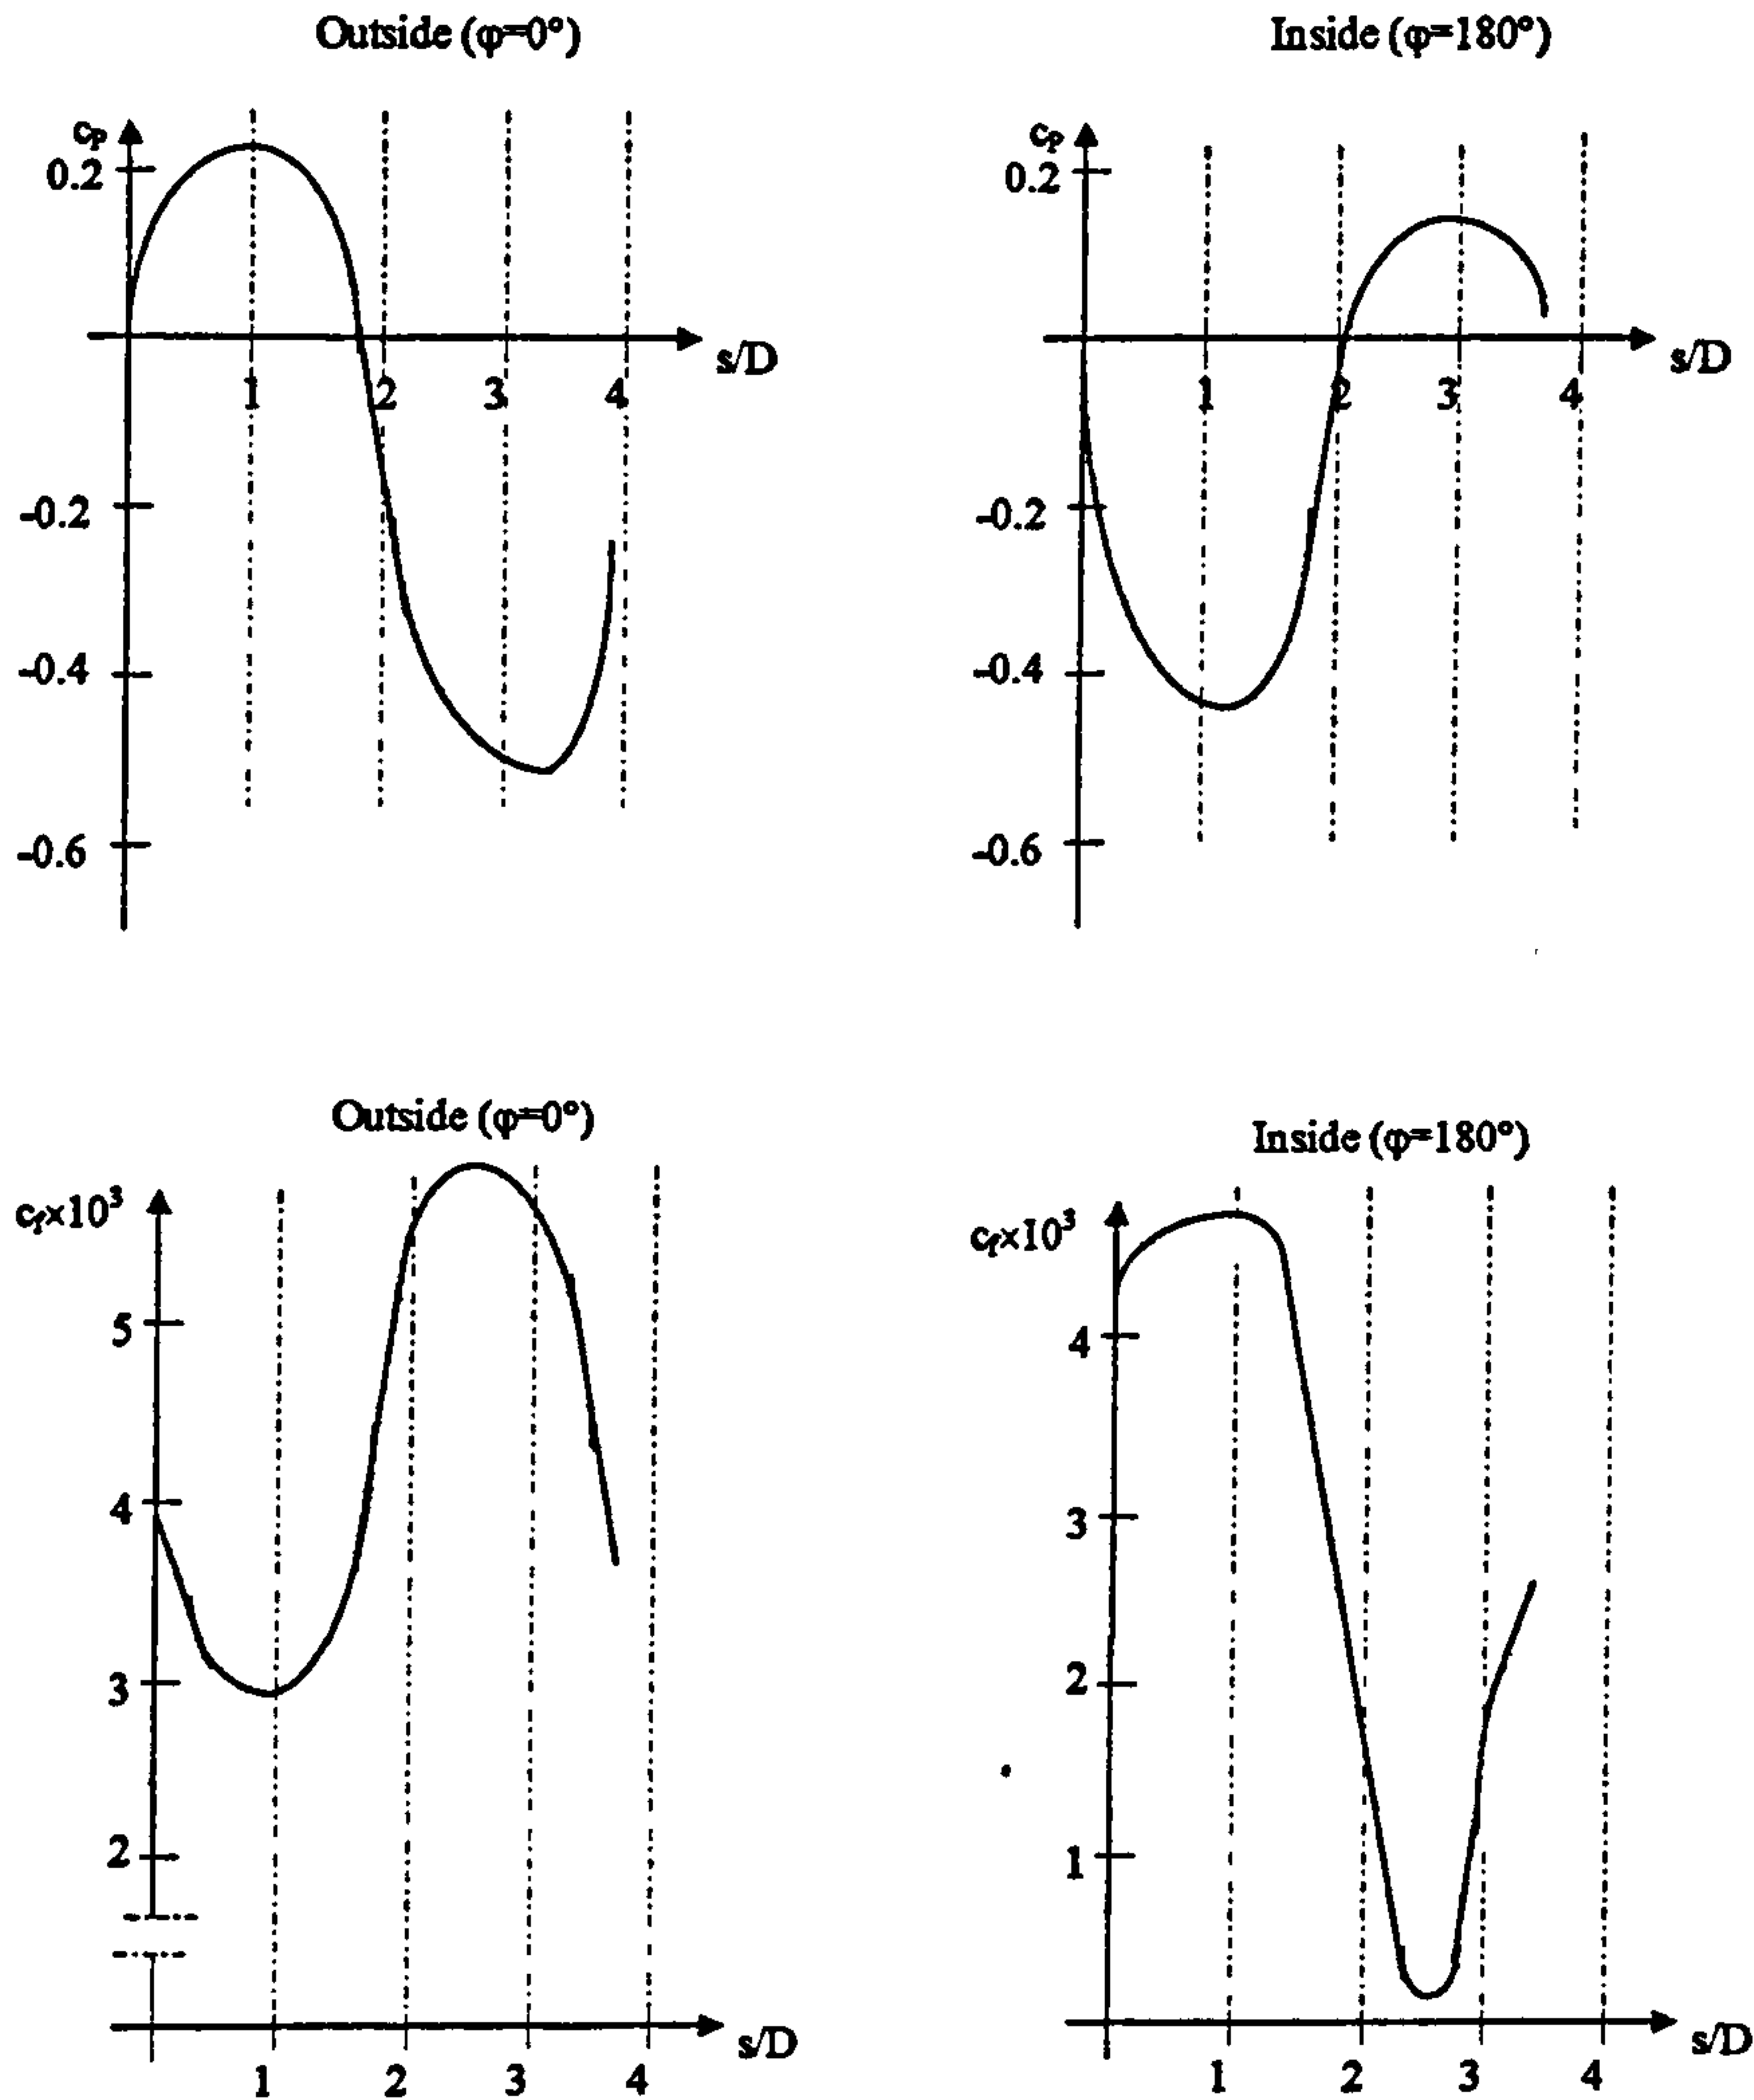 Outside (φ=0°)
cₚ
0.2
-0.2
-0.4
-0.6
1 2 3 4
s/D
Inside (φ=180°)
cₚ
0.2
-0.2
-0.4
-0.6
1 2 3 4
s/D
Outside (φ=0°)
c_f×10³
5
4
3
2
1 2 3 4
s/D
Inside (φ=180°)
c_f×10³
4
3
2
1
1 2 3 4
s/D